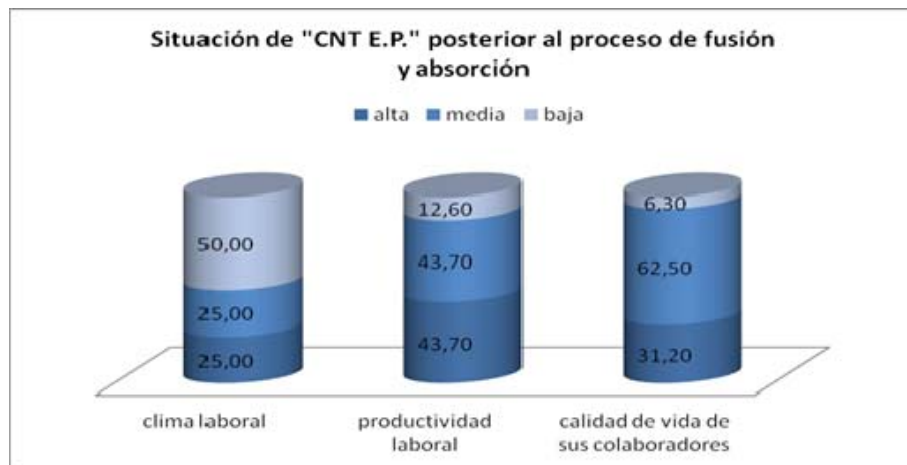 Situación de "CNT E.P." posterior al proceso de fusión
y absorción
alta media baja
50,00
25,00
25,00
12,60
43,70
43,70
6,30
62,50
31,20
clima laboral
productividad
laboral
calidad de vida de
sus colaboradores